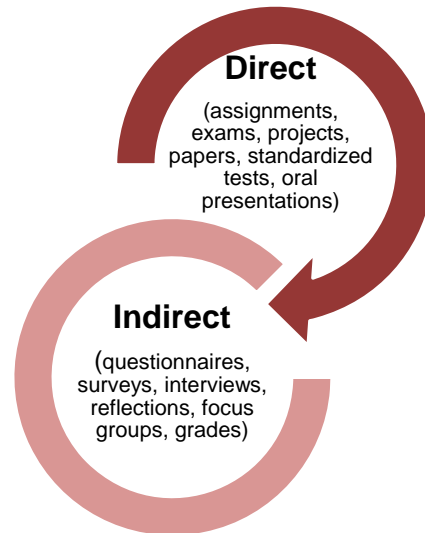 Direct
(assignments,
exams, projects,
papers, standardized
tests, oral
presentations)
Indirect
(questionnaires,
surveys, interviews,
reflections, focus
groups, grades)